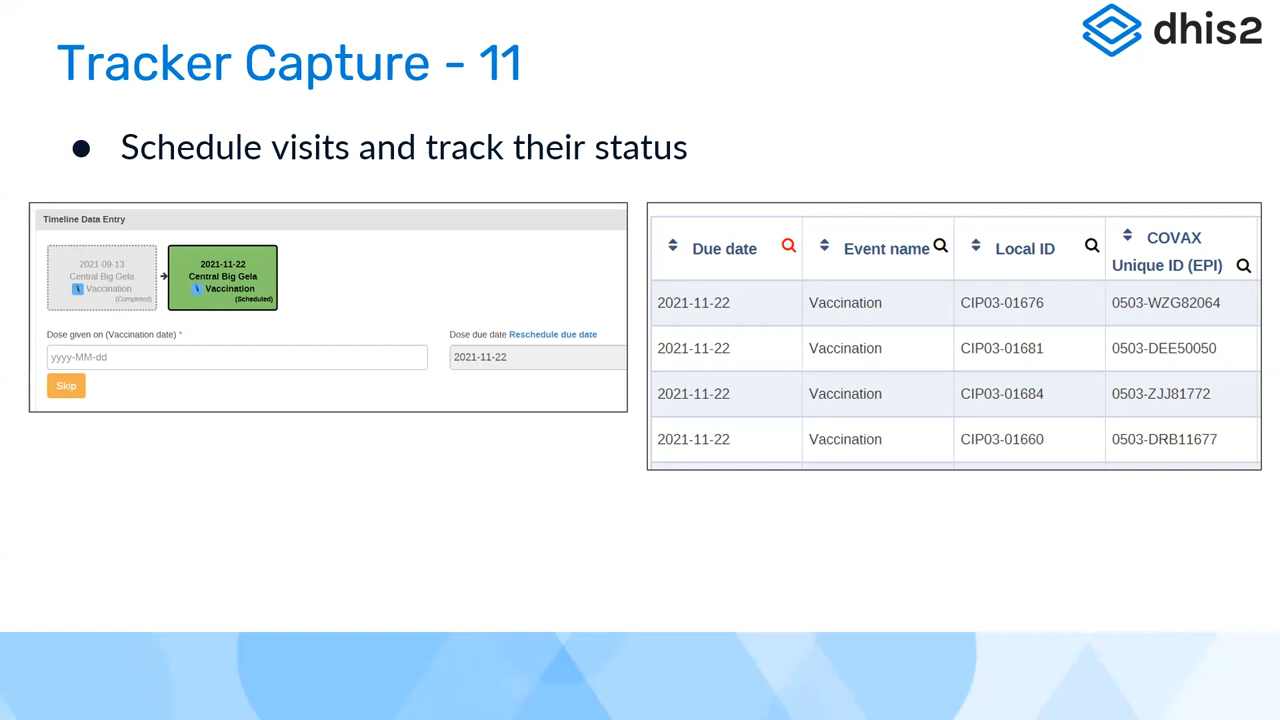 dhis2
Tracker Capture - 11
● Schedule visits and track their status
Timeline Data Entry
2021-09-13
Central Big Gela
Vaccination
(Completed)
2021-11-22
Central Big Gela
Vaccination
(Scheduled)
Dose given on (Vaccination date) *
yyyy-MM-dd
Skip
Dose due date Reschedule due date
2021-11-22
Due date Event name Local ID COVAX
Unique ID (EPI)
2021-11-22 Vaccination CIP03-01676 0503-WZG82064
2021-11-22 Vaccination CIP03-01681 0503-DEE50050
2021-11-22 Vaccination CIP03-01684 0503-ZJJ81772
2021-11-22 Vaccination CIP03-01660 0503-DRB11677